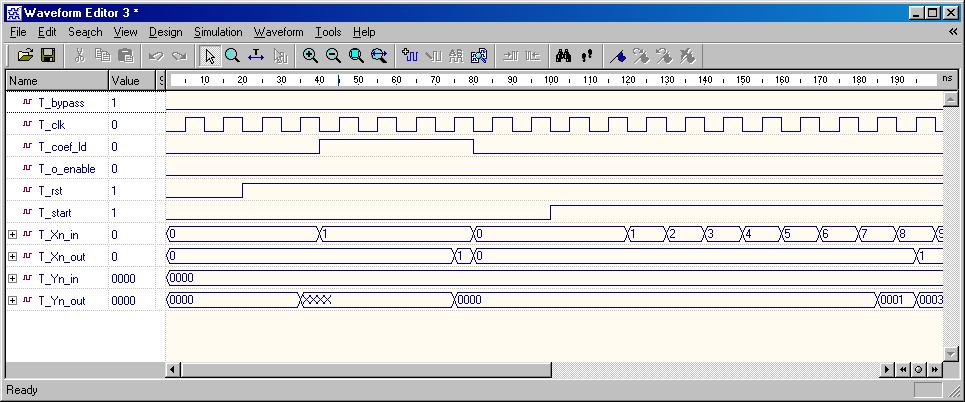 Waveform Editor 3 *
File Edit Search View Design Simulation Waveform Tools Help
Name Value S 10 20 30 40 50 60 70 80 90 100 110 120 130 140 150 160 170 180 190 ns
T_bypass 1
T_clk 0
T_coef_ld 0
T_o_enable 0
T_rst 1
T_start 1
T_Xn_in 0 0 1 0 1 2 3 4 5 6 7 8 9
T_Xn_out 0 0 1 0 1
T_Yn_in 0000 0000
T_Yn_out 0000 0000 XXXX 0000 0001 0003
Ready